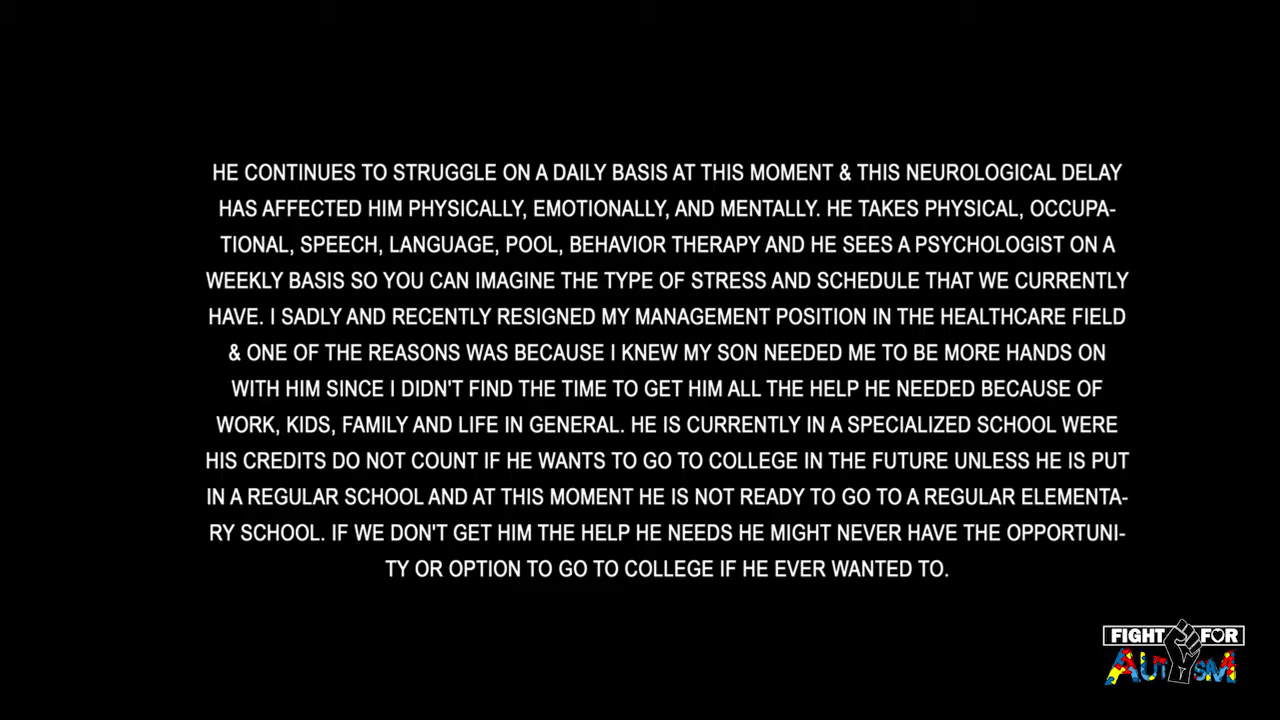 HE CONTINUES TO STRUGGLE ON A DAILY BASIS AT THIS MOMENT & THIS NEUROLOGICAL DELAY
HAS AFFECTED HIM PHYSICALLY, EMOTIONALLY, AND MENTALLY. HE TAKES PHYSICAL, OCCUPA-
TIONAL, SPEECH, LANGUAGE, POOL, BEHAVIOR THERAPY AND HE SEES A PSYCHOLOGIST ON A
WEEKLY BASIS SO YOU CAN IMAGINE THE TYPE OF STRESS AND SCHEDULE THAT WE CURRENTLY
HAVE. I SADLY AND RECENTLY RESIGNED MY MANAGEMENT POSITION IN THE HEALTHCARE FIELD
& ONE OF THE REASONS WAS BECAUSE I KNEW MY SON NEEDED ME TO BE MORE HANDS ON
WITH HIM SINCE I DIDN'T FIND THE TIME TO GET HIM ALL THE HELP HE NEEDED BECAUSE OF
WORK, KIDS, FAMILY AND LIFE IN GENERAL. HE IS CURRENTLY IN A SPECIALIZED SCHOOL WERE
HIS CREDITS DO NOT COUNT IF HE WANTS TO GO TO COLLEGE IN THE FUTURE UNLESS HE IS PUT
IN A REGULAR SCHOOL AND AT THIS MOMENT HE IS NOT READY TO GO TO A REGULAR ELEMENTA-
RY SCHOOL. IF WE DON'T GET HIM THE HELP HE NEEDS HE MIGHT NEVER HAVE THE OPPORTUNI-
TY OR OPTION TO GO TO COLLEGE IF HE EVER WANTED TO.
FIGHT FOR
AUTISM